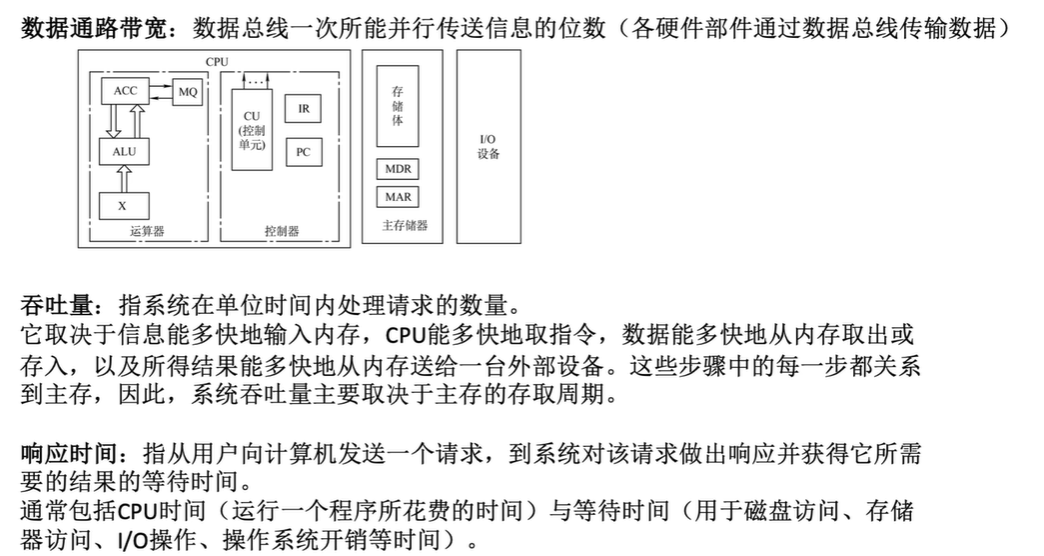 数据通路带宽：数据总线一次所能并行传送信息的位数（各硬件部件通过数据总线传输数据）
CPU
ACC
MQ
ALU
X
运算器
...
CU
(控制
单元)
IR
PC
控制器
存
储
体
MDR
MAR
主存储器
I/O
设备
吞吐量：指系统在单位时间内处理请求的数量。
它取决于信息能多快地输入内存，CPU能多快地取指令，数据能多快地从内存取出或
存入，以及所得结果能多快地从内存送给一台外部设备。这些步骤中的每一步都关系
到主存，因此，系统吞吐量主要取决于主存的存取周期。
响应时间：指从用户向计算机发送一个请求，到系统对该请求做出响应并获得它所需
要的结果的等待时间。
通常包括CPU时间（运行一个程序所花费的时间）与等待时间（用于磁盘访问、存储
器访问、I/O操作、操作系统开销等时间）。